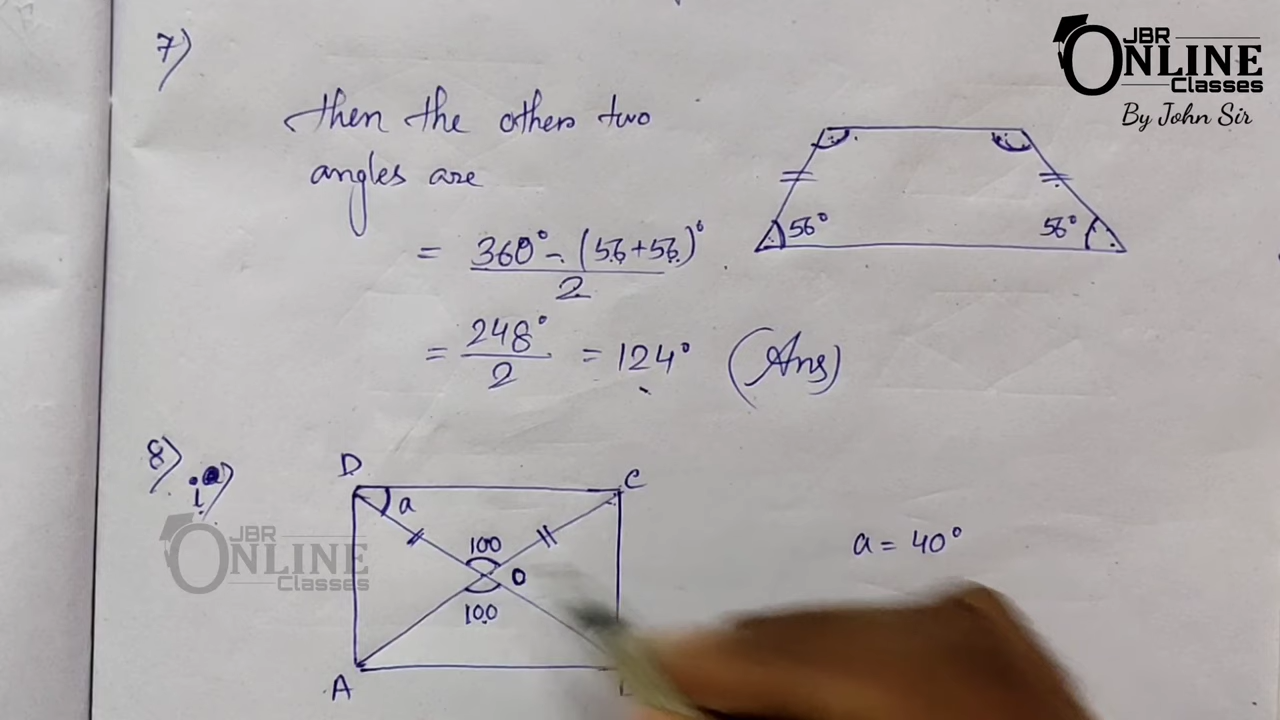 JBR
ONLINE
Classes
By John Sir
7)
then the others two
angles are
= 360° - (56+56)°
2
= 248° = 124° (Ans)
2
56° 56°
8) i)
D C
a
100
O
100
A
a = 40°
JBR
ONLINE
Classes